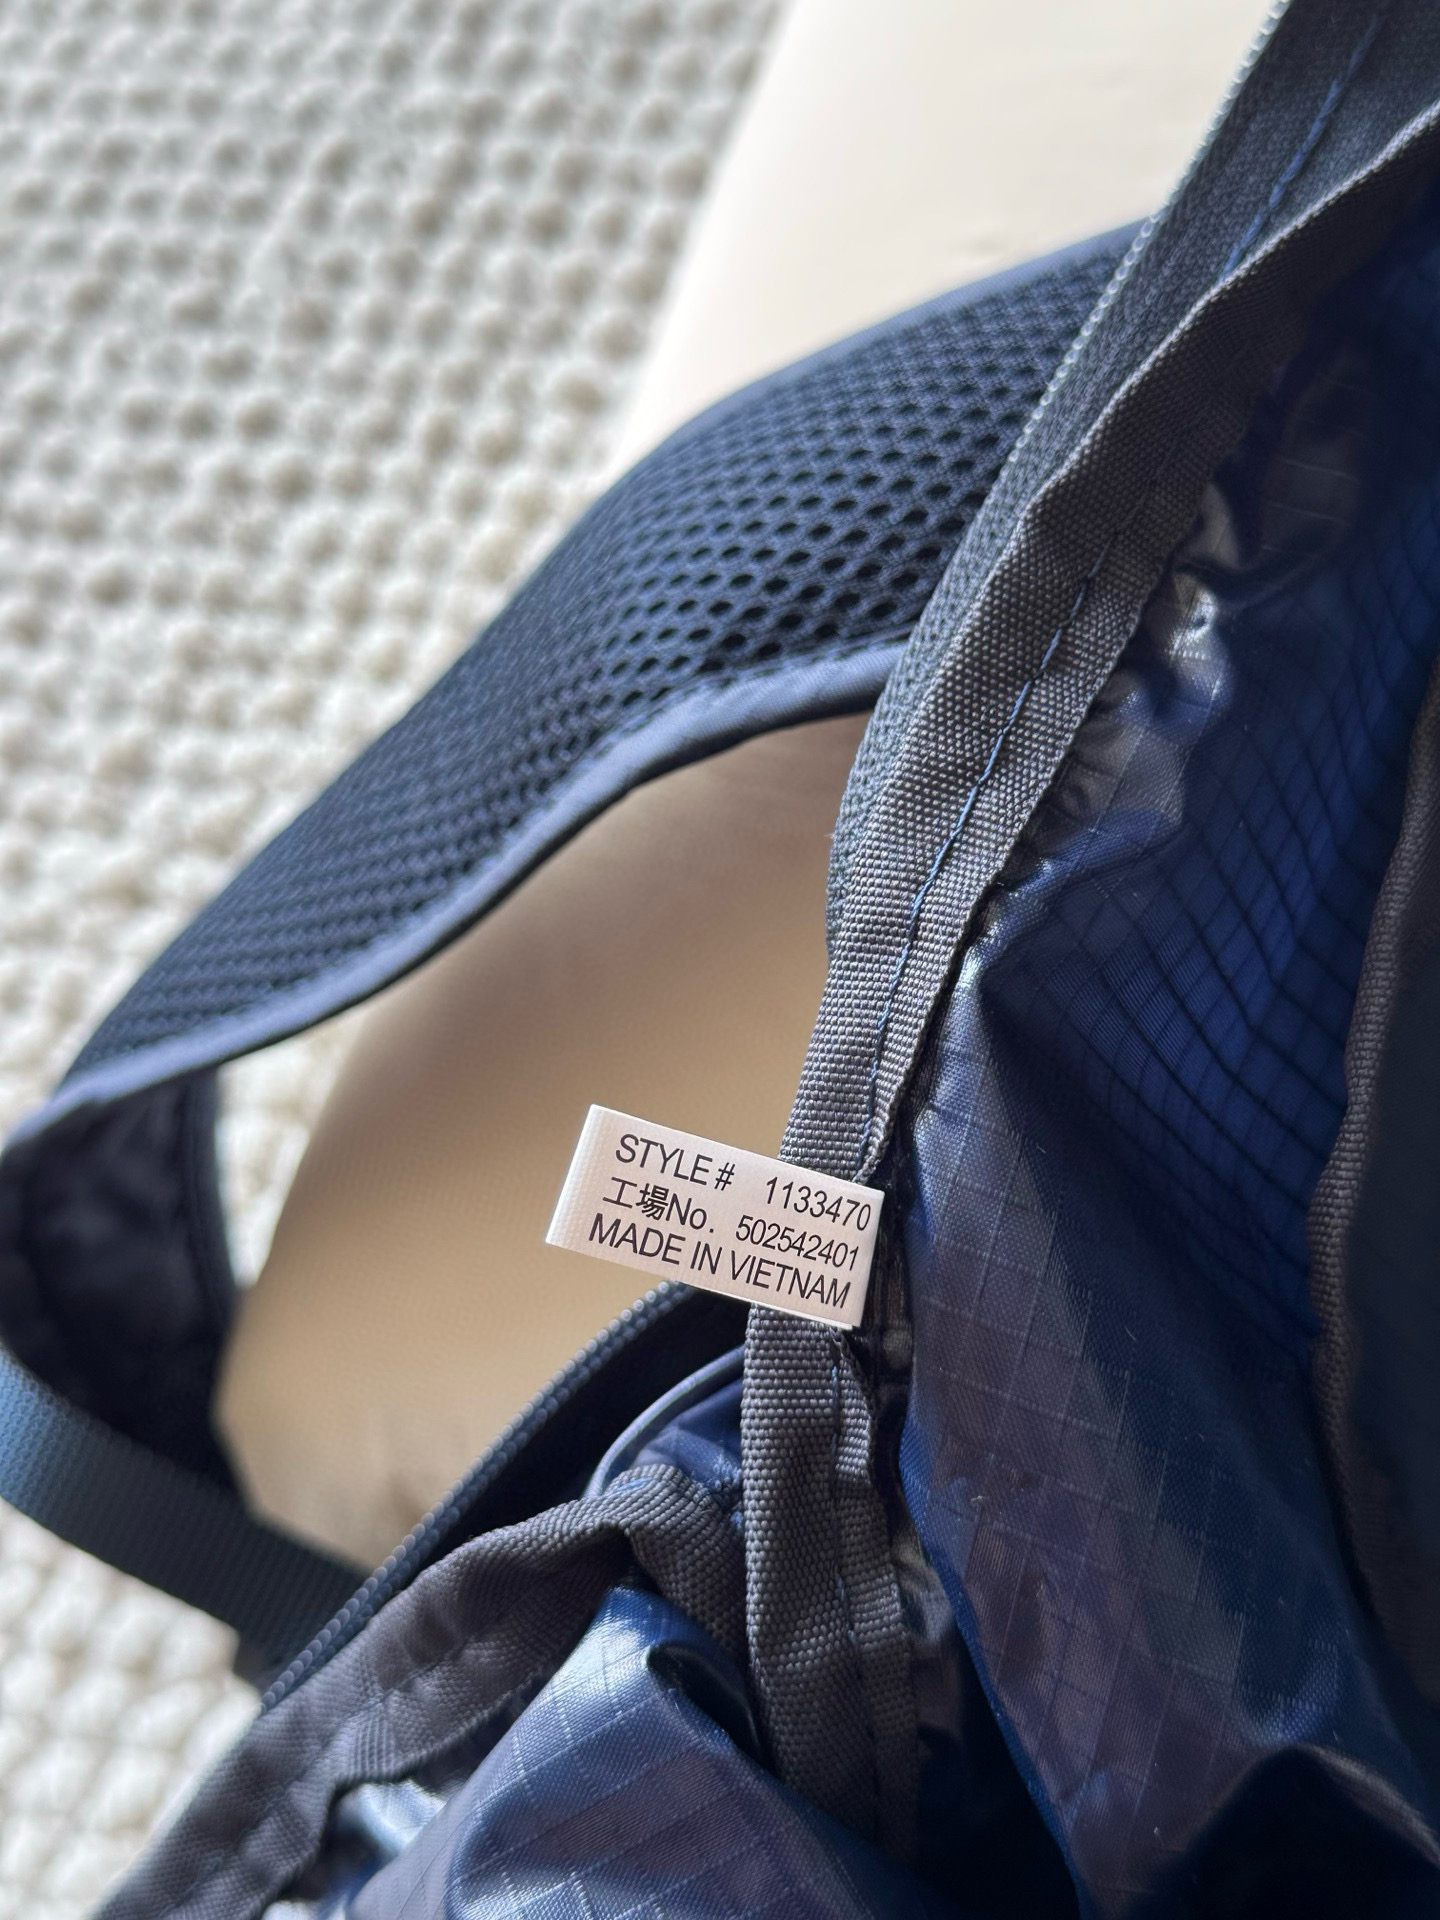 STYLE# 1133470
工場No. 502542401
MADE IN VIETNAM